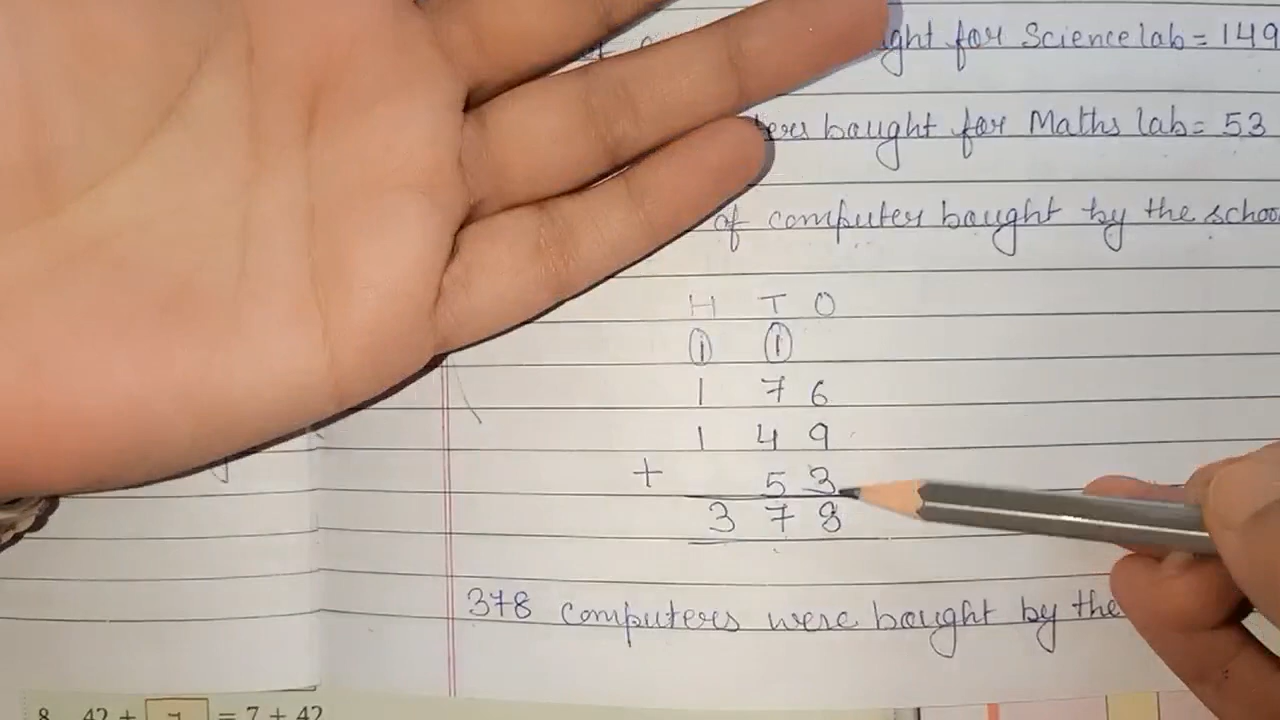 ght for Science lab = 149
ters bought for Maths lab = 53
of computer bought by the schoo
H T O
1 1
1 7 6
1 4 9
+ 5 3
3 7 8
378 computers were bought by the
8. 42 + 7 = 7 + 42